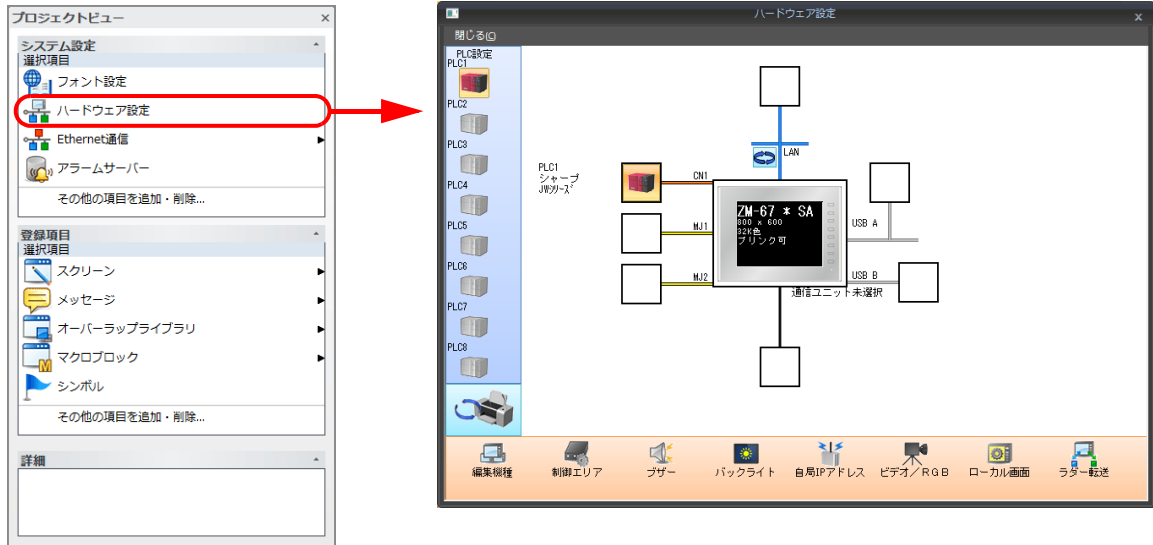 プロジェクトビュー
システム設定
選択項目
フォント設定
ハードウェア設定
Ethernet通信
アラームサーバー
その他の項目を追加・削除...
登録項目
選択項目
スクリーン
メッセージ
オーバーラップライブラリ
マクロブロック
シンボル
その他の項目を追加・削除...
詳細
ハードウェア設定
閉じる(C)
PLC設定
PLC1
PLC2
PLC3
PLC4
PLC5
PLC6
PLC7
PLC8
LAN
PLC1
シャープ
JWシリーズ
CN1
MJ1
MJ2
ZM-67 * SA
800 × 600
32K色
ブリンク可
USB A
USB B
通信ユニット未選択
編集機種
制御エリア
ブザー
バックライト
自局IPアドレス
ビデオ/RGB
ローカル画面
ラダー転送